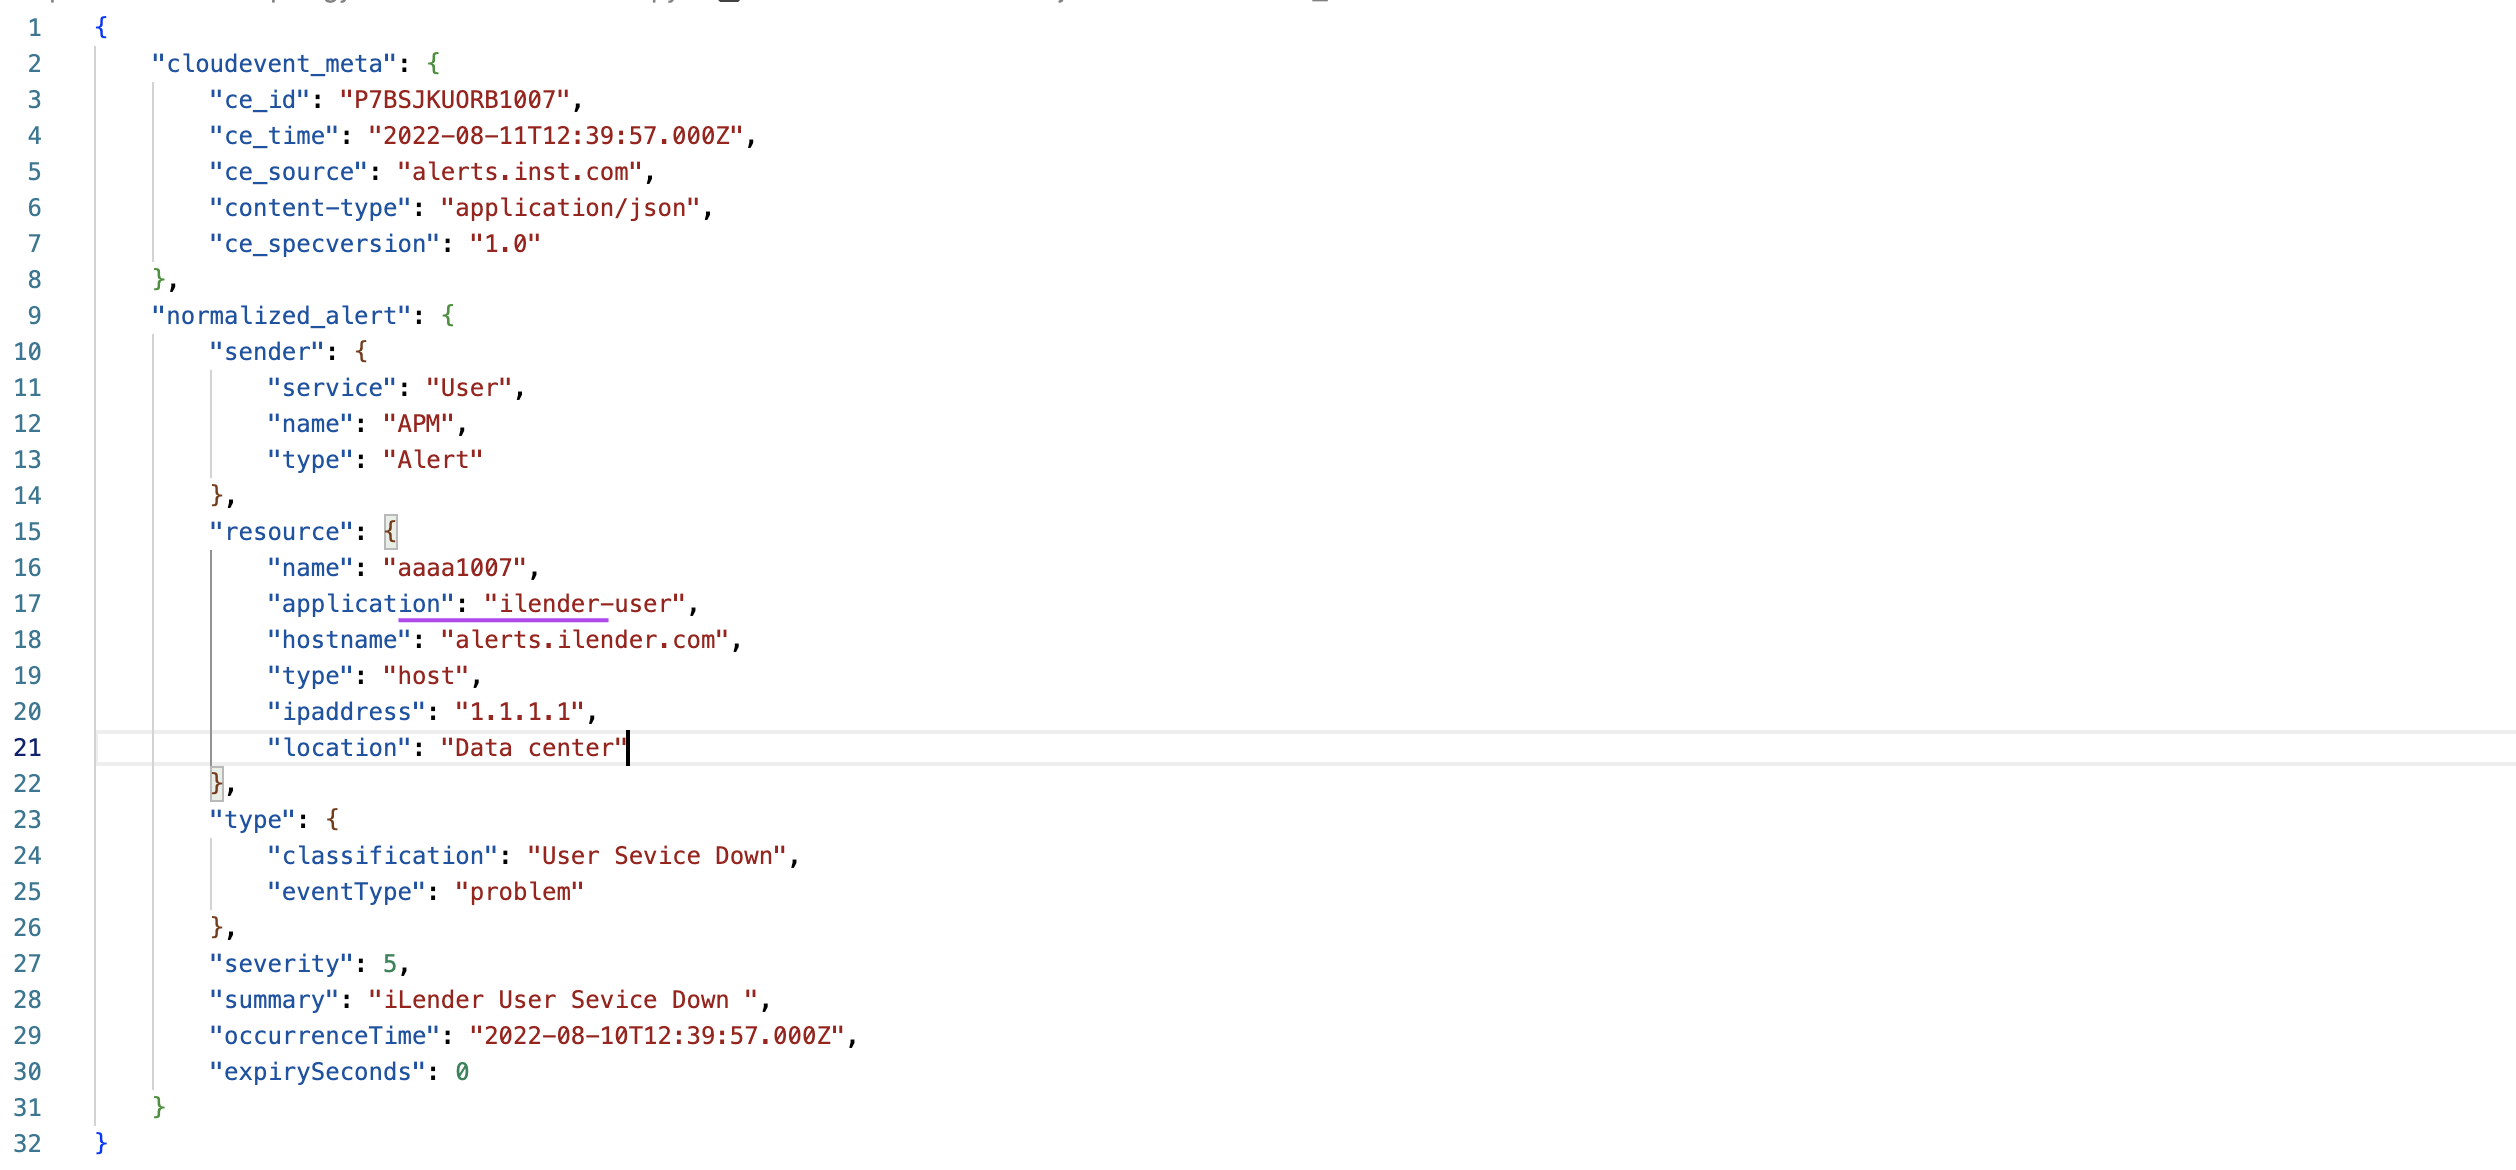 1 {
2 "cloudevent_meta": {
3 "ce_id": "P7BSJKUORB1007",
4 "ce_time": "2022-08-11T12:39:57.000Z",
5 "ce_source": "alerts.inst.com",
6 "content-type": "application/json",
7 "ce_specversion": "1.0"
8 },
9 "normalized_alert": {
10 "sender": {
11 "service": "User",
12 "name": "APM",
13 "type": "Alert"
14 },
15 "resource": {
16 "name": "aaaa1007",
17 "application": "ilender-user",
18 "hostname": "alerts.ilender.com",
19 "type": "host",
20 "ipaddress": "1.1.1.1",
21 "location": "Data center"
22 },
23 "type": {
24 "classification": "User Sevice Down",
25 "eventType": "problem"
26 },
27 "severity": 5,
28 "summary": "iLender User Sevice Down ",
29 "occurrenceTime": "2022-08-10T12:39:57.000Z",
30 "expirySeconds": 0
31 }
32 }